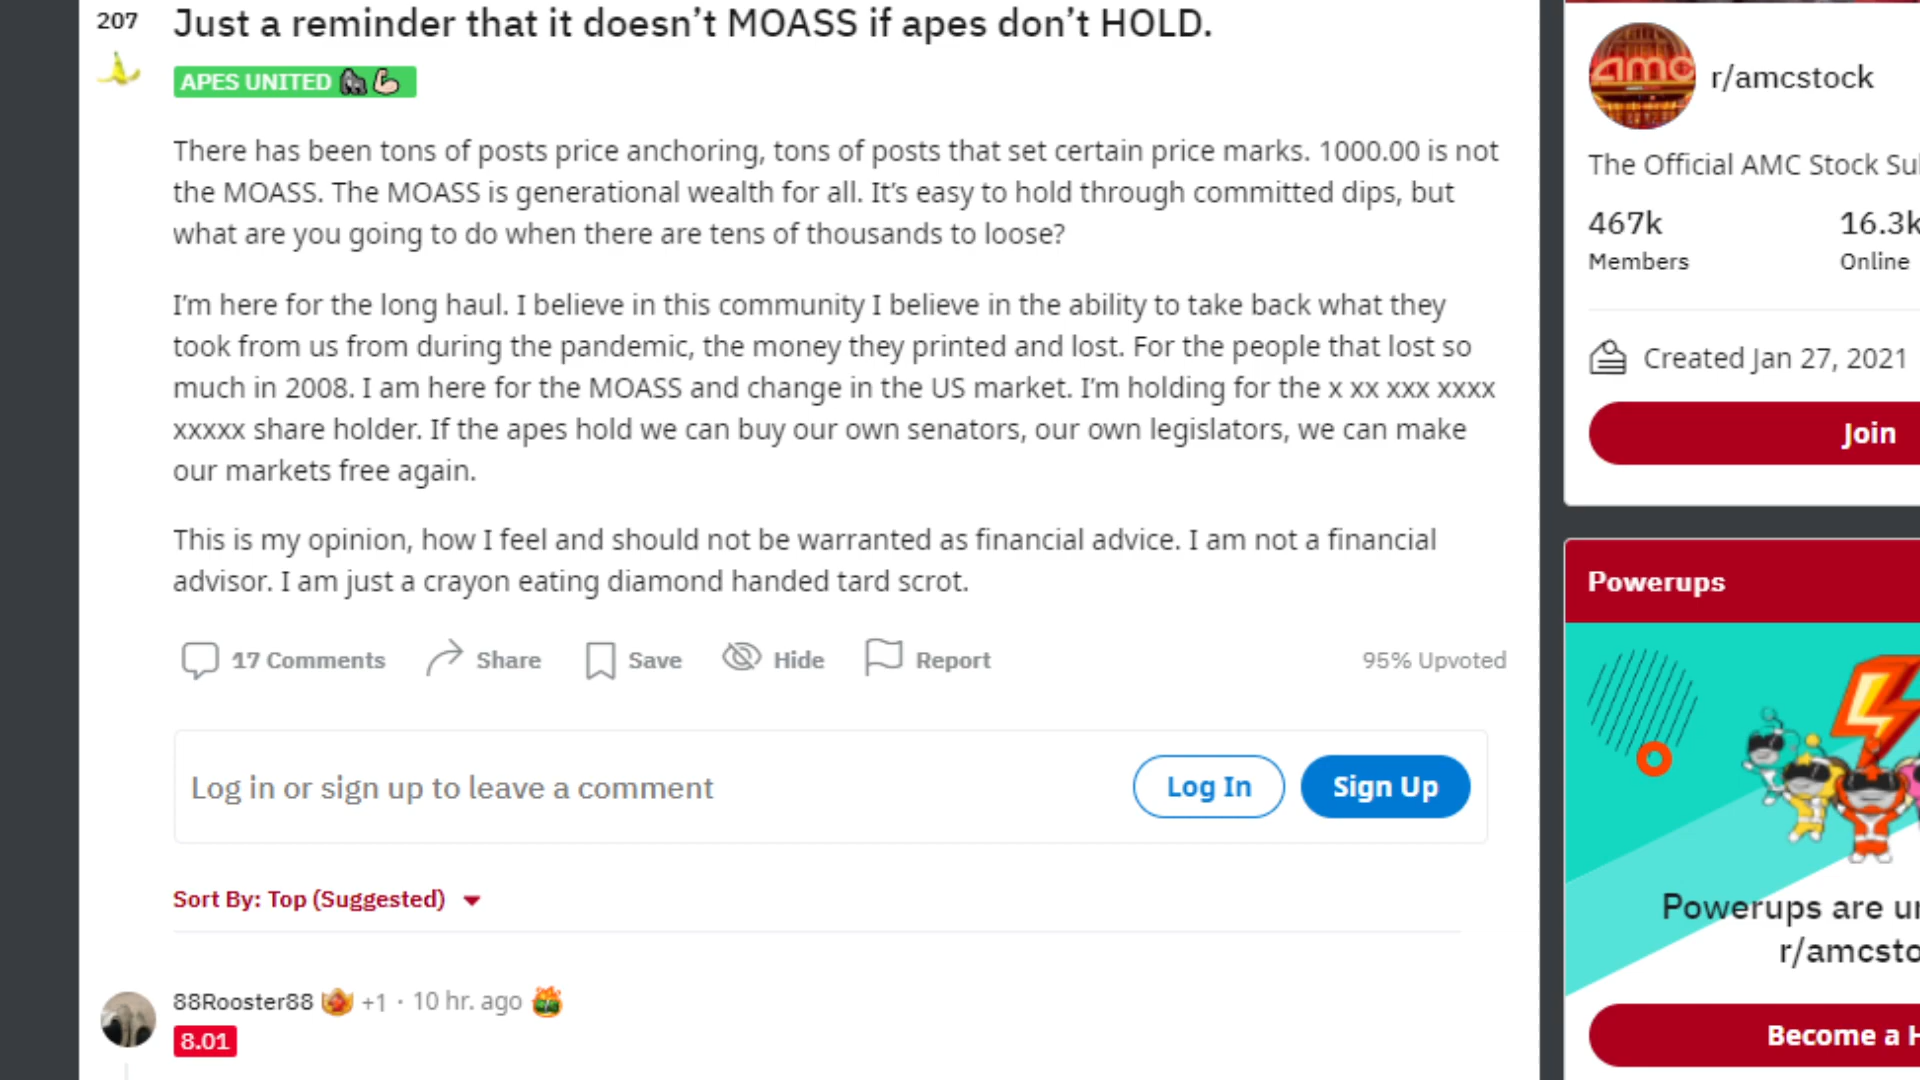 207
Just a reminder that it doesn’t MOASS if apes don’t HOLD.
APES UNITED
There has been tons of posts price anchoring, tons of posts that set certain price marks. 1000.00 is not
the MOASS. The MOASS is generational wealth for all. It’s easy to hold through committed dips, but
what are you going to do when there are tens of thousands to loose?
I’m here for the long haul. I believe in this community I believe in the ability to take back what they
took from us from during the pandemic, the money they printed and lost. For the people that lost so
much in 2008. I am here for the MOASS and change in the US market. I’m holding for the x xx xxx xxxx
xxxxx share holder. If the apes hold we can buy our own senators, our own legislators, we can make
our markets free again.
This is my opinion, how I feel and should not be warranted as financial advice. I am not a financial
advisor. I am just a crayon eating diamond handed tard scrot.
17 Comments Share Save Hide Report 95% Upvoted
Log in or sign up to leave a comment Log In Sign Up
Sort By: Top (Suggested)
88Rooster88 +1 · 10 hr. ago
8.01
amc
r/amcstock
The Official AMC Stock Su
467k 16.3k
Members Online
Created Jan 27, 2021
Join
Powerups
Powerups are u
r/amcsto
Become a H